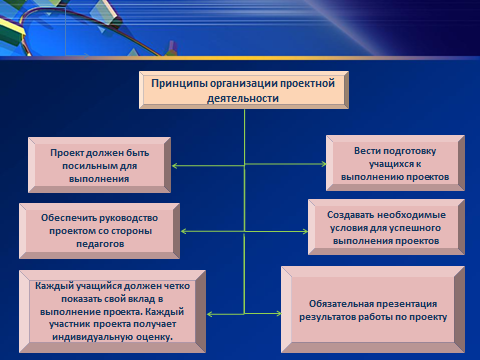 Принципы организации проектной
деятельности
Проект должен быть
посильным для
выполнения
Вести подготовку
учащихся к
выполнению проектов
Обеспечить руководство
проектом со стороны
педагогов
Создавать необходимые
условия для успешного
выполнения проектов
Каждый учащийся должен четко
показать свой вклад в
выполнение проекта. Каждый
участник проекта получает
индивидуальную оценку.
Обязательная презентация
результатов работы по проекту